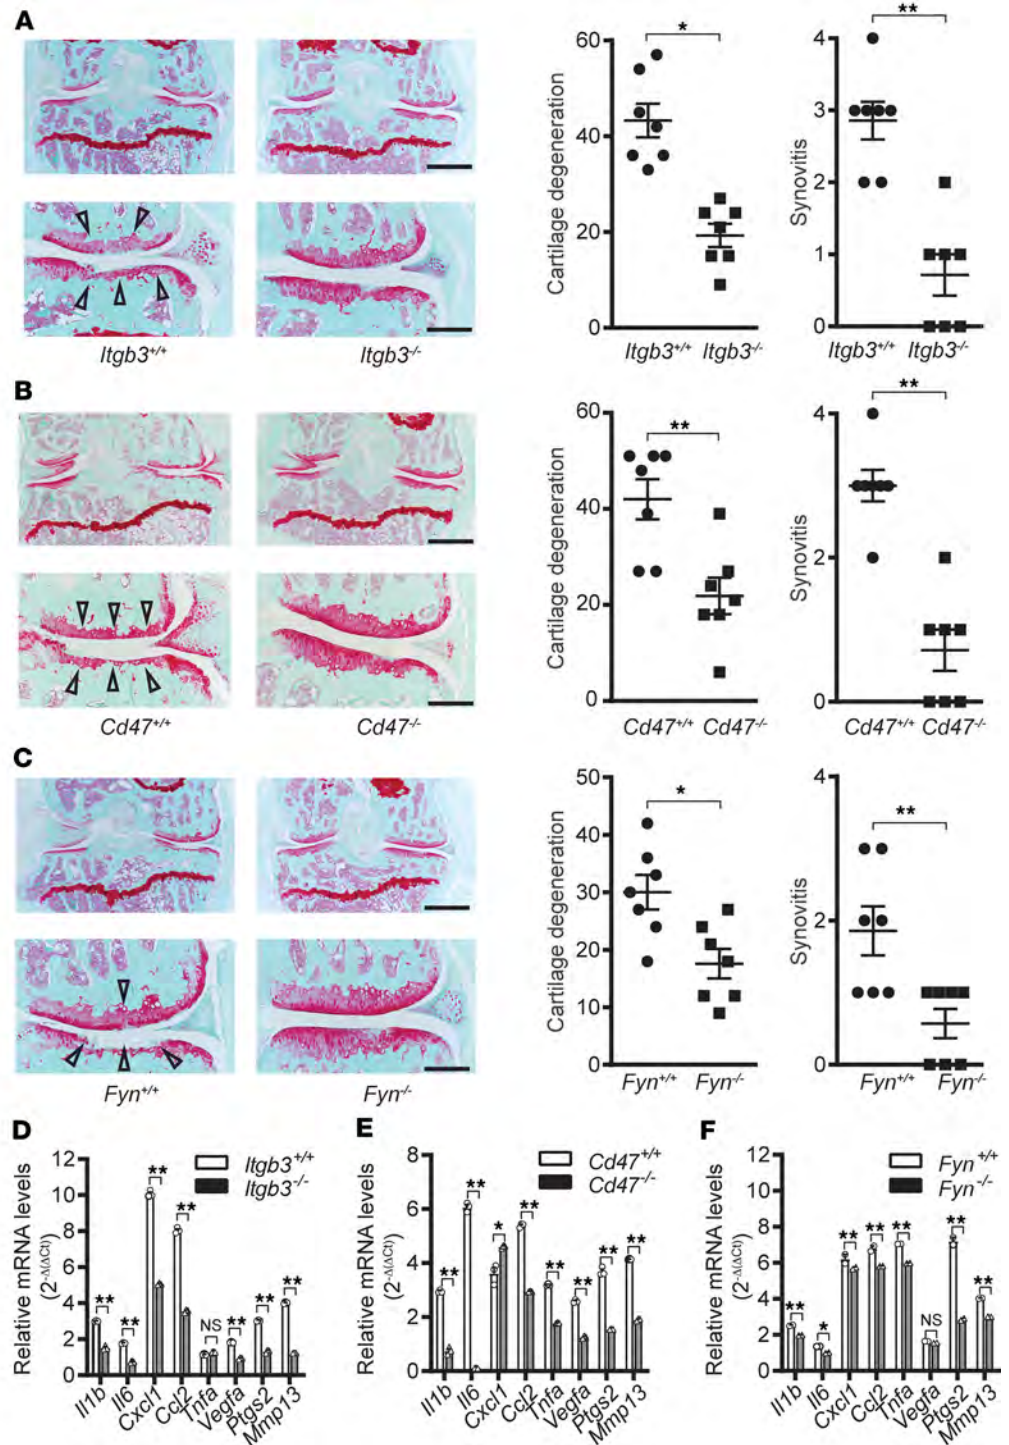 A
Cartilage degeneration
60
40
20
0
*
Itgb3+/+ Itgb3-/-
Synovitis
4
3
2
1
0
**
Itgb3+/+ Itgb3-/-
Itgb3+/+
Itgb3-/-
B
Cartilage degeneration
60
40
20
0
**
Cd47+/+ Cd47-/-
Synovitis
4
2
0
**
Cd47+/+ Cd47-/-
Cd47+/+
Cd47-/-
C
Cartilage degeneration
50
40
30
20
10
0
*
Fyn+/+ Fyn-/-
Synovitis
4
2
0
**
Fyn+/+ Fyn-/-
Fyn+/+
Fyn-/-
D
Relative mRNA levels
(2-Δ(ΔCt))
12
10
8
6
4
2
0
Itgb3+/+
Itgb3-/-
** ** ** ** NS ** ** **
Il1b Il6 Cxcl1 Ccl2 Tnfa Vegfa Ptgs2 Mmp13
E
Relative mRNA levels
(2-Δ(ΔCt))
8
6
4
2
0
Cd47+/+
Cd47-/-
** ** * ** ** ** ** **
Il1b Il6 Cxcl1 Ccl2 Tnfa Vegfa Ptgs2 Mmp13
F
Relative mRNA levels
(2-Δ(ΔCt))
12
10
8
6
4
2
0
Fyn+/+
Fyn-/-
** * ** ** ** NS ** **
Il1b Il6 Cxcl1 Ccl2 Tnfa Vegfa Ptgs2 Mmp13